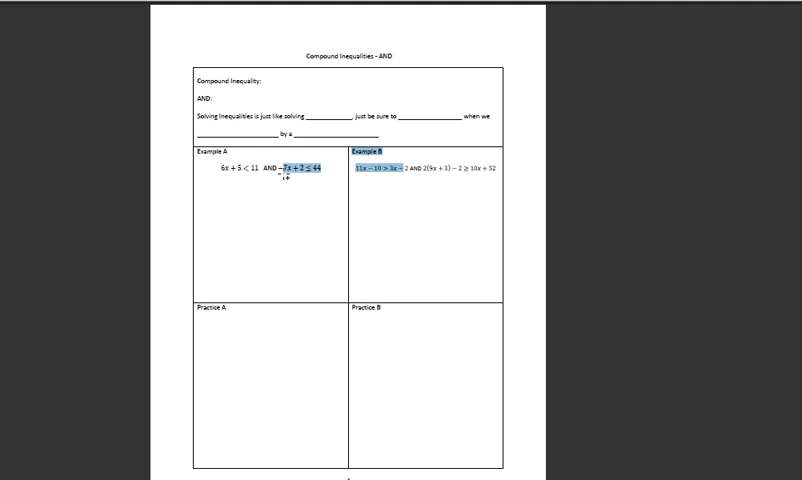 Compound Inequalities - AND
Compound Inequality:
AND:
Solving Inequalities is just like solving ____________, just be sure to ________________ when we
____________________ by a _____________________
Example A
6x + 5 < 11 AND −7x + 2 ≤ 44
Example B
11x − 10 > 3x − 2 AND 2(9x + 3) − 2 ≥ 10x + 52
Practice A
Practice B